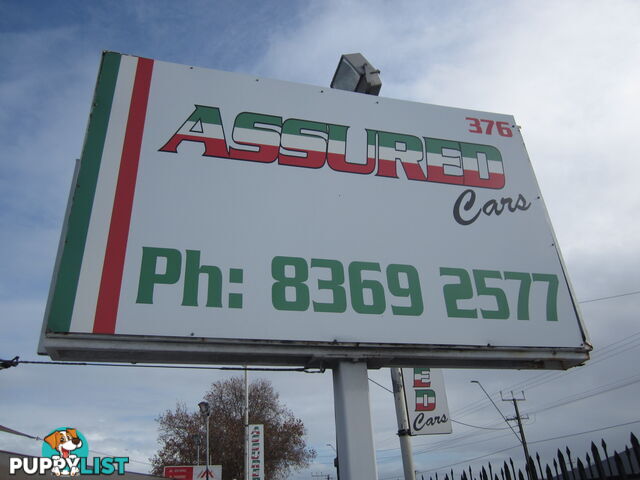 376
ASSURED
Cars
Ph: 8369 2577
ED
Cars
PUPPYLIST